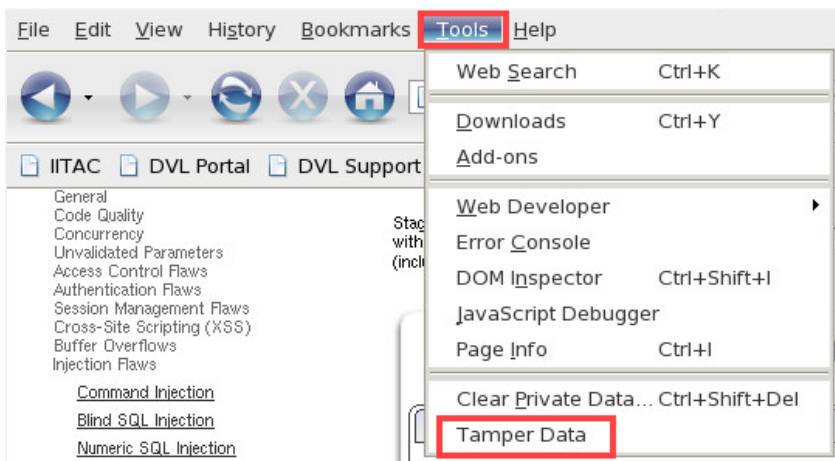 File Edit View History Bookmarks Tools Help
Web Search Ctrl+K
Downloads Ctrl+Y
Add-ons
IITAC DVL Portal DVL Support
Web Developer
Error Console
DOM Inspector Ctrl+Shift+I
JavaScript Debugger
Page Info Ctrl+I
Clear Private Data... Ctrl+Shift+Del
Tamper Data
General
Code Quality
Concurrency
Unvalidated Parameters
Access Control Flaws
Authentication Flaws
Session Management Flaws
Cross-Site Scripting (XSS)
Buffer Overflows
Injection Flaws
Command Injection
Blind SQL Injection
Numeric SQL Injection
with